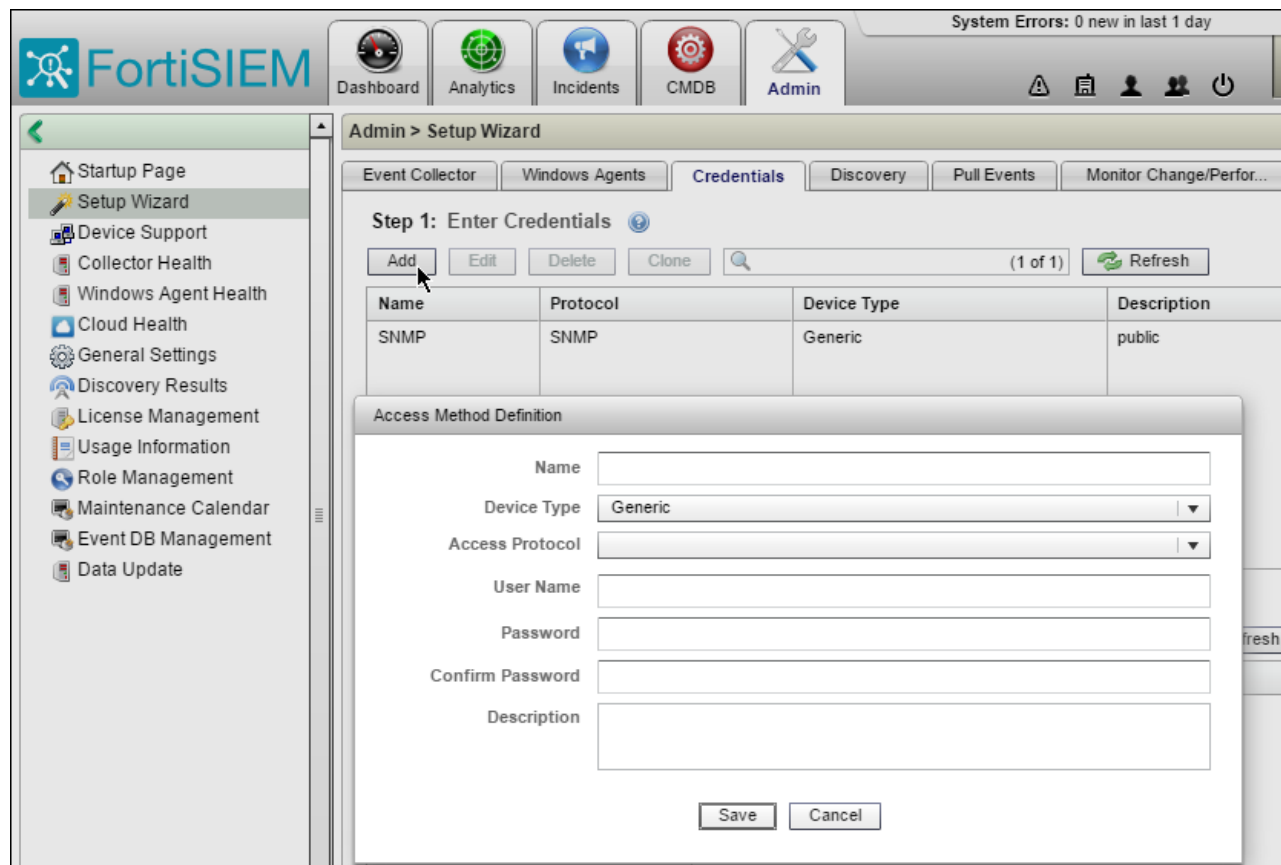 System Errors: 0 new in last 1 day
FortiSIEM
Dashboard Analytics Incidents CMDB Admin
Admin > Setup Wizard
Startup Page
Setup Wizard
Device Support
Collector Health
Windows Agent Health
Cloud Health
General Settings
Discovery Results
License Management
Usage Information
Role Management
Maintenance Calendar
Event DB Management
Data Update
Event Collector Windows Agents Credentials Discovery Pull Events Monitor Change/Perfor...
Step 1: Enter Credentials
Add Edit Delete Clone (1 of 1) Refresh
Name Protocol Device Type Description
SNMP SNMP Generic public
Access Method Definition
Name
Device Type Generic
Access Protocol
User Name
Password
fresh
Confirm Password
Description
Save Cancel